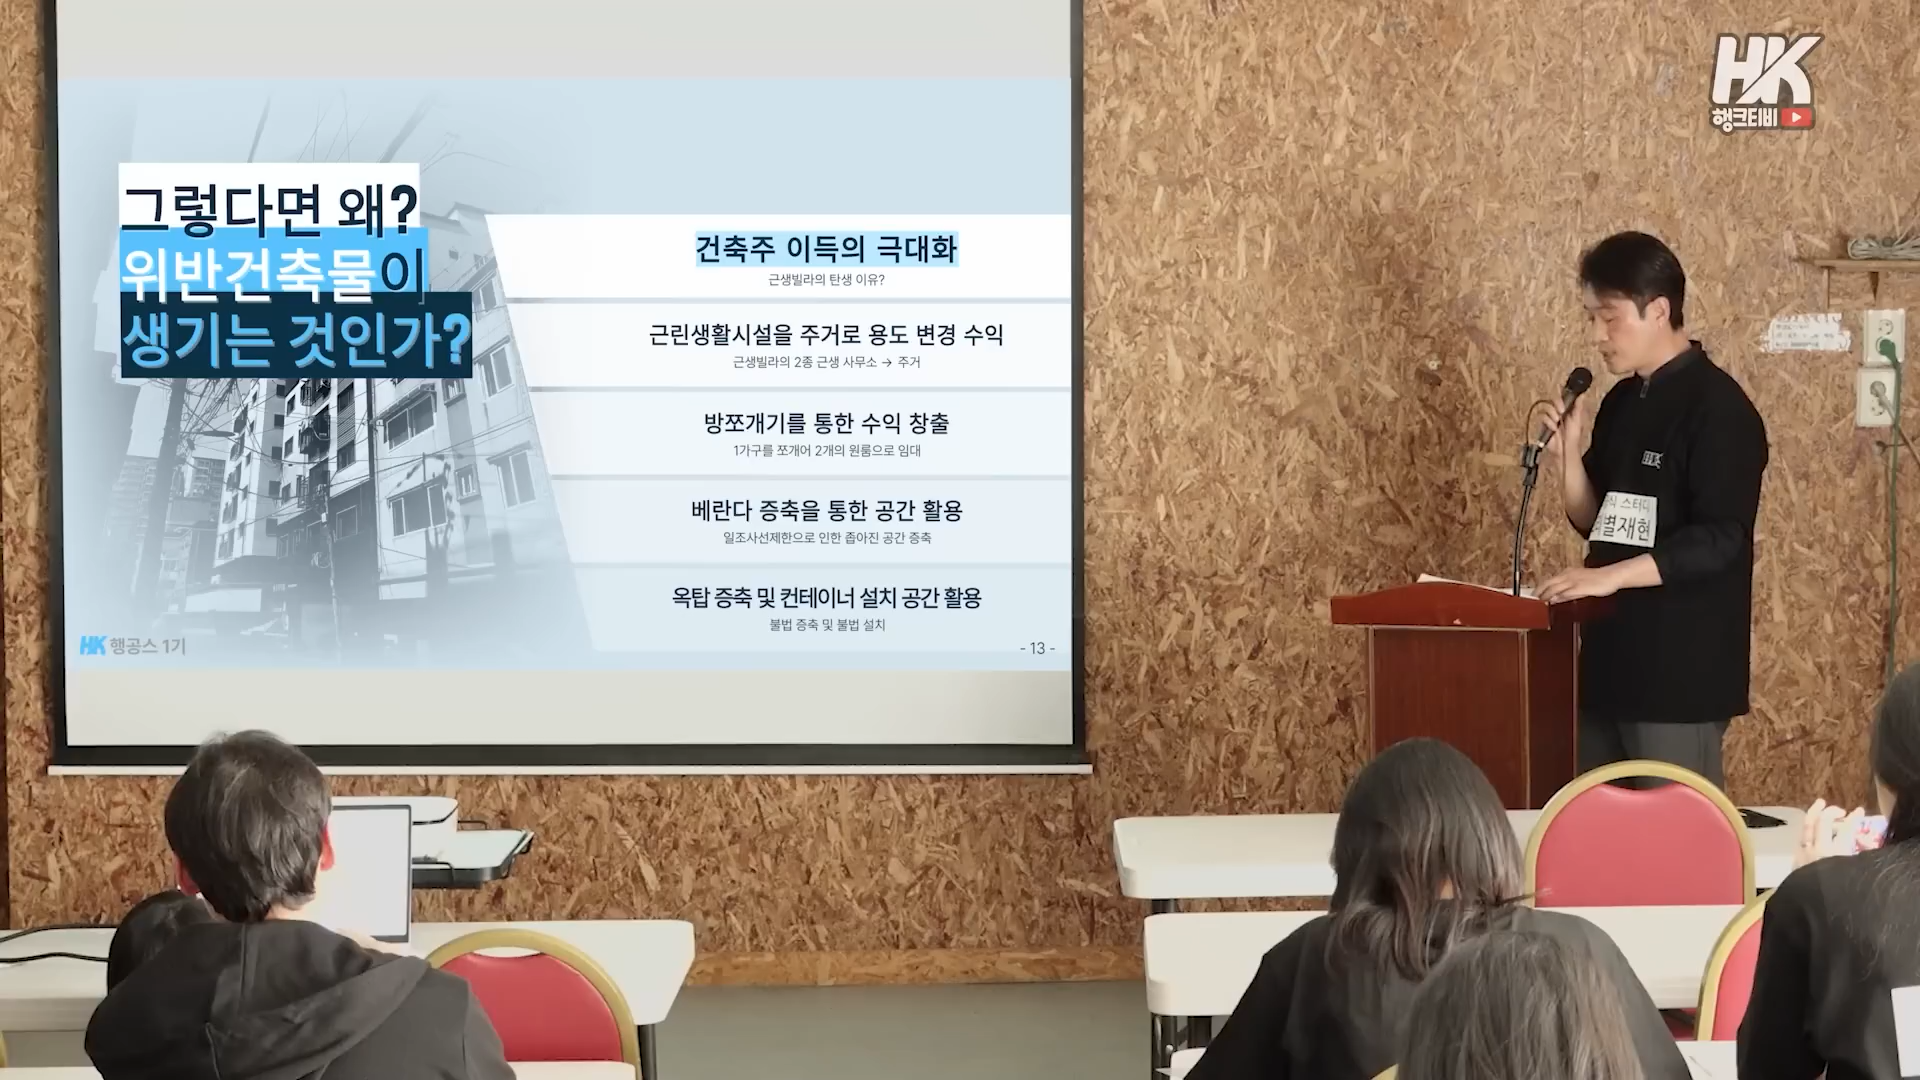 HK
행크티비
그렇다면 왜?
위반건축물이
생기는 것인가?
건축주 이득의 극대화
근생빌라의 탄생 이유?
근린생활시설을 주거로 용도 변경 수익
근생빌라의 2종 근생 사무소 → 주거
방쪼개기를 통한 수익 창출
1가구를 쪼개어 2개의 원룸으로 임대
베란다 증축을 통한 공간 활용
일조사선제한으로 인한 좁아진 공간 증축
옥탑 증축 및 컨테이너 설치 공간 활용
불법 증축 및 불법 설치
HK 행공스 1기
- 13 -
스터디
별재현